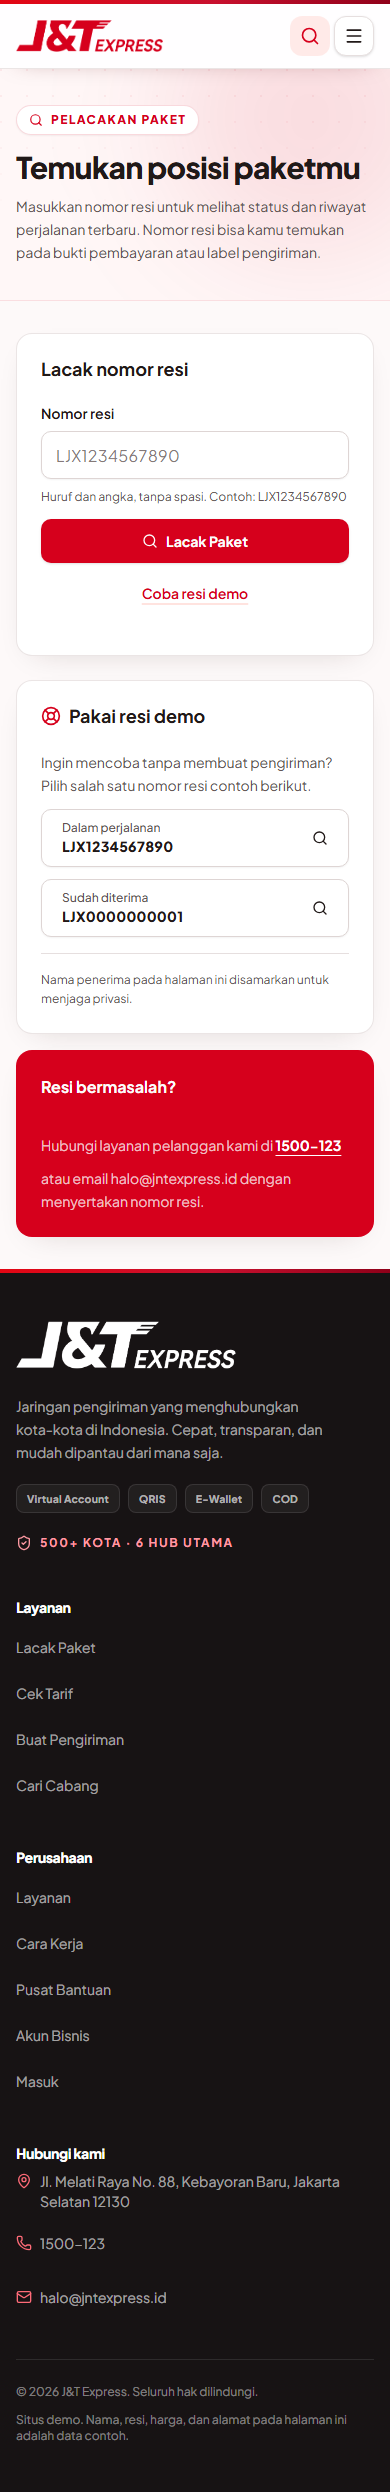 J&T EXPRESS
PELACAKAN PAKET
Temukan posisi paketmu
Masukkan nomor resi untuk melihat status dan riwayat
perjalanan terbaru. Nomor resi bisa kamu temukan
pada bukti pembayaran atau label pengiriman.
Lacak nomor resi
Nomor resi
LJX1234567890
Huruf dan angka, tanpa spasi. Contoh: LJX1234567890
Lacak Paket
Coba resi demo
Pakai resi demo
Ingin mencoba tanpa membuat pengiriman?
Pilih salah satu nomor resi contoh berikut.
Dalam perjalanan
LJX1234567890
Sudah diterima
LJX0000000001
Nama penerima pada halaman ini disamarkan untuk
menjaga privasi.
Resi bermasalah?
Hubungi layanan pelanggan kami di 1500-123
atau email halo@jntexpress.id dengan
menyertakan nomor resi.
J&T EXPRESS
Jaringan pengiriman yang menghubungkan
kota-kota di Indonesia. Cepat, transparan, dan
mudah dipantau dari mana saja.
Virtual Account QRIS E-Wallet COD
500+ KOTA · 6 HUB UTAMA
Layanan
Lacak Paket
Cek Tarif
Buat Pengiriman
Cari Cabang
Perusahaan
Layanan
Cara Kerja
Pusat Bantuan
Akun Bisnis
Masuk
Hubungi kami
Jl. Melati Raya No. 88, Kebayoran Baru, Jakarta
Selatan 12130
1500-123
halo@jntexpress.id
© 2026 J&T Express. Seluruh hak dilindungi.
Situs demo. Nama, resi, harga, dan alamat pada halaman ini
adalah data contoh.